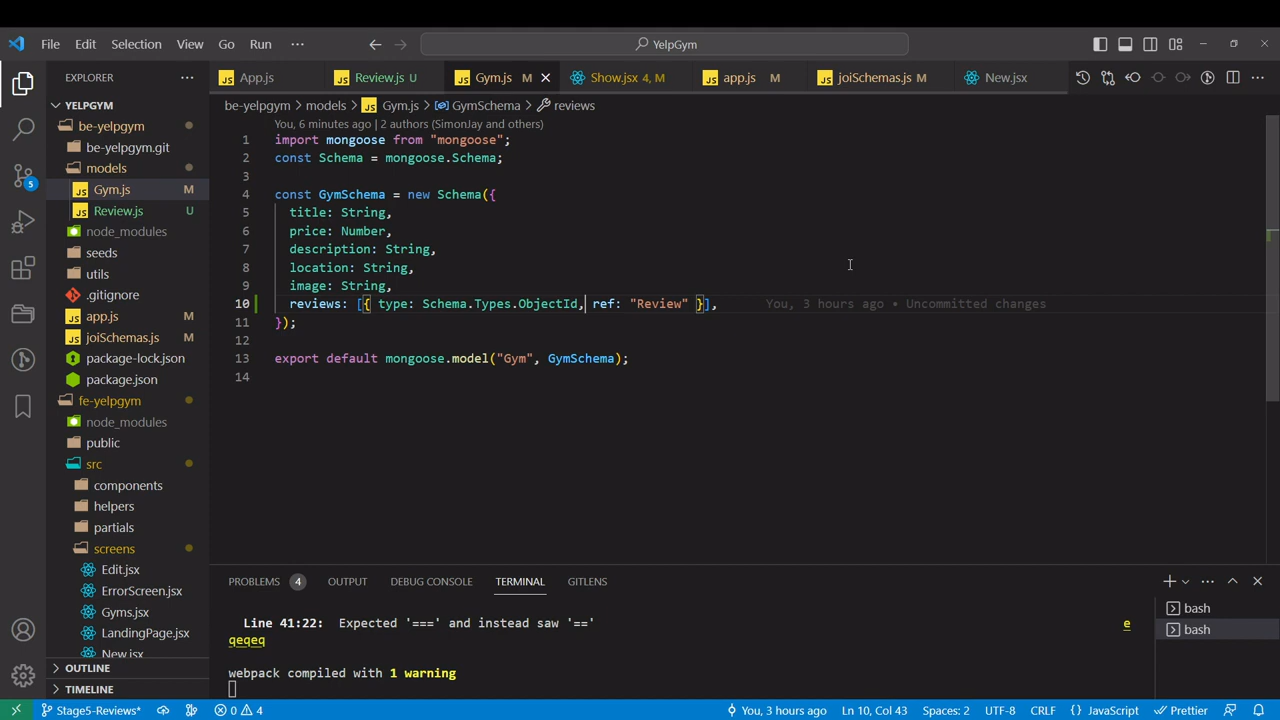 File Edit Selection View Go Run ··· YelpGym
EXPLORER ···
App.js Review.js U Gym.js M Show.jsx 4, M app.js M joiSchemas.js M New.jsx ···
YELPGYM
be-yelpgym
be-yelpgym.git
models
Gym.js M
Review.js U
node_modules
seeds
utils
.gitignore
app.js M
joiSchemas.js M
package-lock.json
package.json
fe-yelpgym
node_modules
public
src
components
helpers
partials
screens
Edit.jsx
ErrorScreen.jsx
Gyms.jsx
LandingPage.jsx
New.jsx
OUTLINE
TIMELINE
be-yelpgym > models > Gym.js > GymSchema > reviews
You, 6 minutes ago | 2 authors (SimonJay and others)
1 import mongoose from "mongoose";
2 const Schema = mongoose.Schema;
3
4 const GymSchema = new Schema({
5 title: String,
6 price: Number,
7 description: String,
8 location: String,
9 image: String,
10 reviews: [{ type: Schema.Types.ObjectId, ref: "Review" }], You, 3 hours ago • Uncommitted changes
11 });
12
13 export default mongoose.model("Gym", GymSchema);
14
PROBLEMS 4 OUTPUT DEBUG CONSOLE TERMINAL GITLENS
Line 41:22: Expected '===' and instead saw '==' e
qeqeq
webpack compiled with 1 warning
bash
bash
5
Stage5-Reviews* 0 4 You, 3 hours ago Ln 10, Col 43 Spaces: 2 UTF-8 CRLF {} JavaScript Prettier